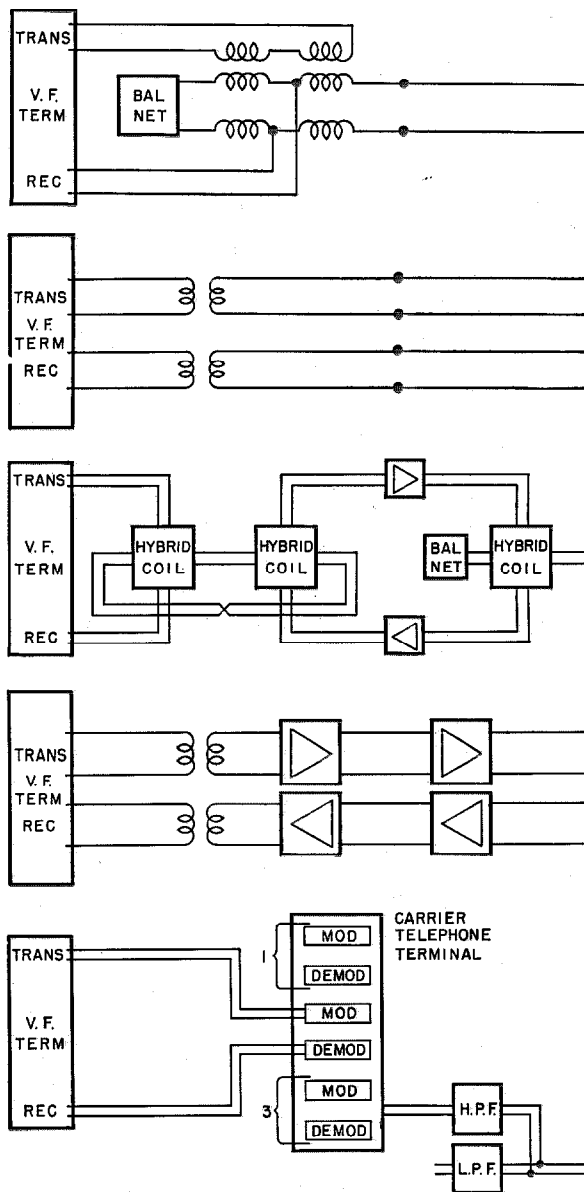 TRANS
V. F.
TERM
REC
BAL
NET
TRANS
V. F.
TERM
REC
TRANS
V. F.
TERM
REC
HYBRID
COIL
HYBRID
COIL
BAL
NET
HYBRID
COIL
TRANS
V. F.
TERM
REC
TRANS
V. F.
TERM
REC
CARRIER
TELEPHONE
TERMINAL
1
MOD
DEMOD
MOD
DEMOD
3
MOD
DEMOD
H.P.F.
L.P.F.